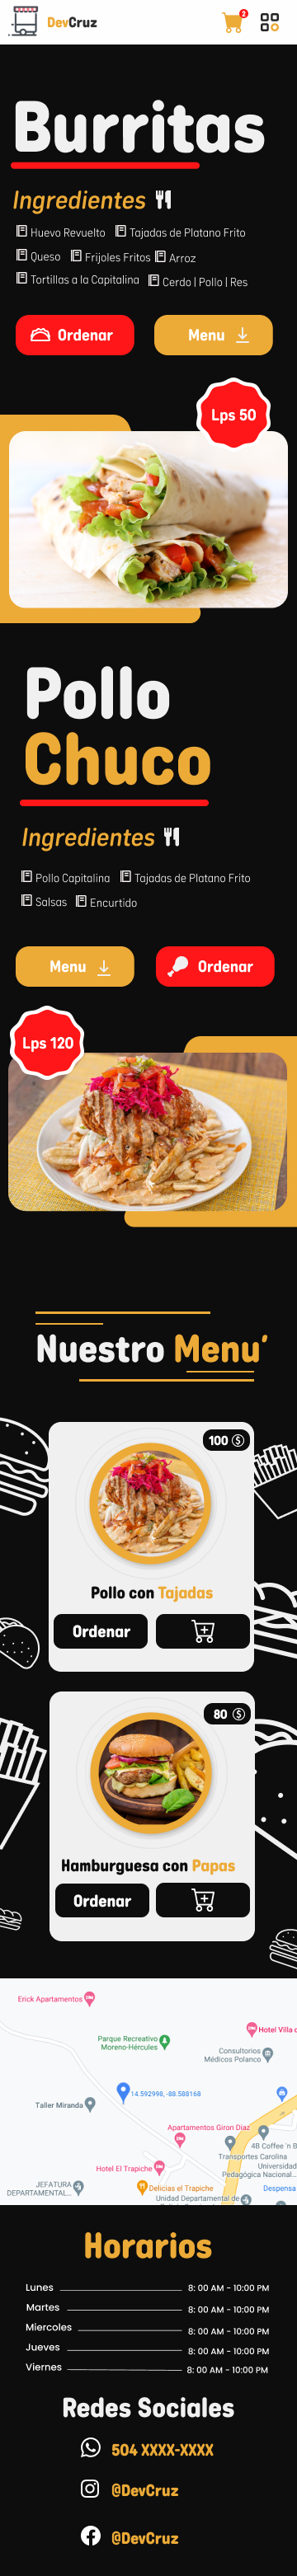 DevCruz
2
Burritas
Ingredientes
Huevo Revuelto Tajadas de Platano Frito
Queso Frijoles Fritos Arroz
Tortillas a la Capitalina Cerdo | Pollo | Res
Ordenar Menu
Lps 50
Pollo
Chuco
Ingredientes
Pollo Capitalina Tajadas de Platano Frito
Salsas Encurtido
Menu Ordenar
Lps 120
Nuestro Menu´
100
Pollo con Tajadas
Ordenar
80
Hamburguesa con Papas
Ordenar
Erick Apartamentos
Hotel Villa
Parque Recreativo
Moreno-Hércules
Consultorios
Médicos Polanco
14.592998, -88.588168
Taller Miranda
Apartamentos Giron Diaz
4B Coffee 'n B
Transportes Carolina
Hotel El Trapiche
Universidad
Pedagógica Nacional...
JEFATURA
DEPARTAMENTAL...
Delicias el Trapiche
Despensa
Unidad Departamental de
Horarios
Lunes 8: 00 AM - 10:00 PM
Martes 8: 00 AM - 10:00 PM
Miercoles 8: 00 AM - 10:00 PM
Jueves 8: 00 AM - 10:00 PM
Viernes 8: 00 AM - 10:00 PM
Redes Sociales
504 XXXX-XXXX
@DevCruz
@DevCruz